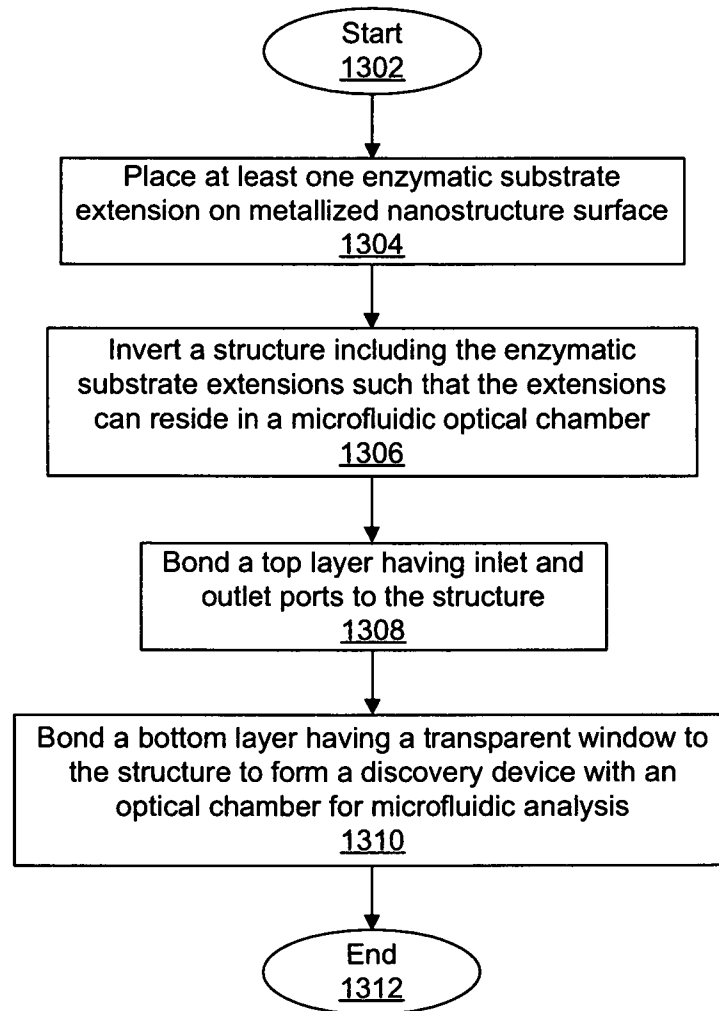 Start
1302
Place at least one enzymatic substrate
extension on metallized nanostructure surface
1304
Invert a structure including the enzymatic
substrate extensions such that the extensions
can reside in a microfluidic optical chamber
1306
Bond a top layer having inlet and
outlet ports to the structure
1308
Bond a bottom layer having a transparent window to
the structure to form a discovery device with an
optical chamber for microfluidic analysis
1310
End
1312